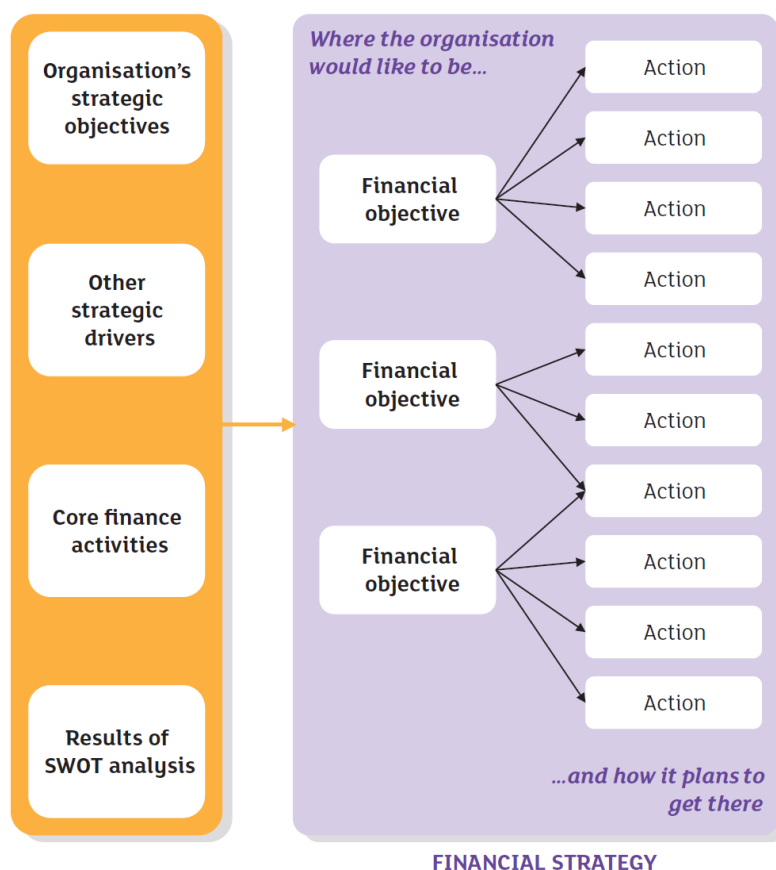 Organisation's
strategic
objectives
Other
strategic
drivers
Core finance
activities
Results of
SWOT analysis
Where the organisation
would like to be...
Financial
objective
Financial
objective
Financial
objective
Action
Action
Action
Action
Action
Action
Action
Action
Action
Action
...and how it plans to
get there
FINANCIAL STRATEGY